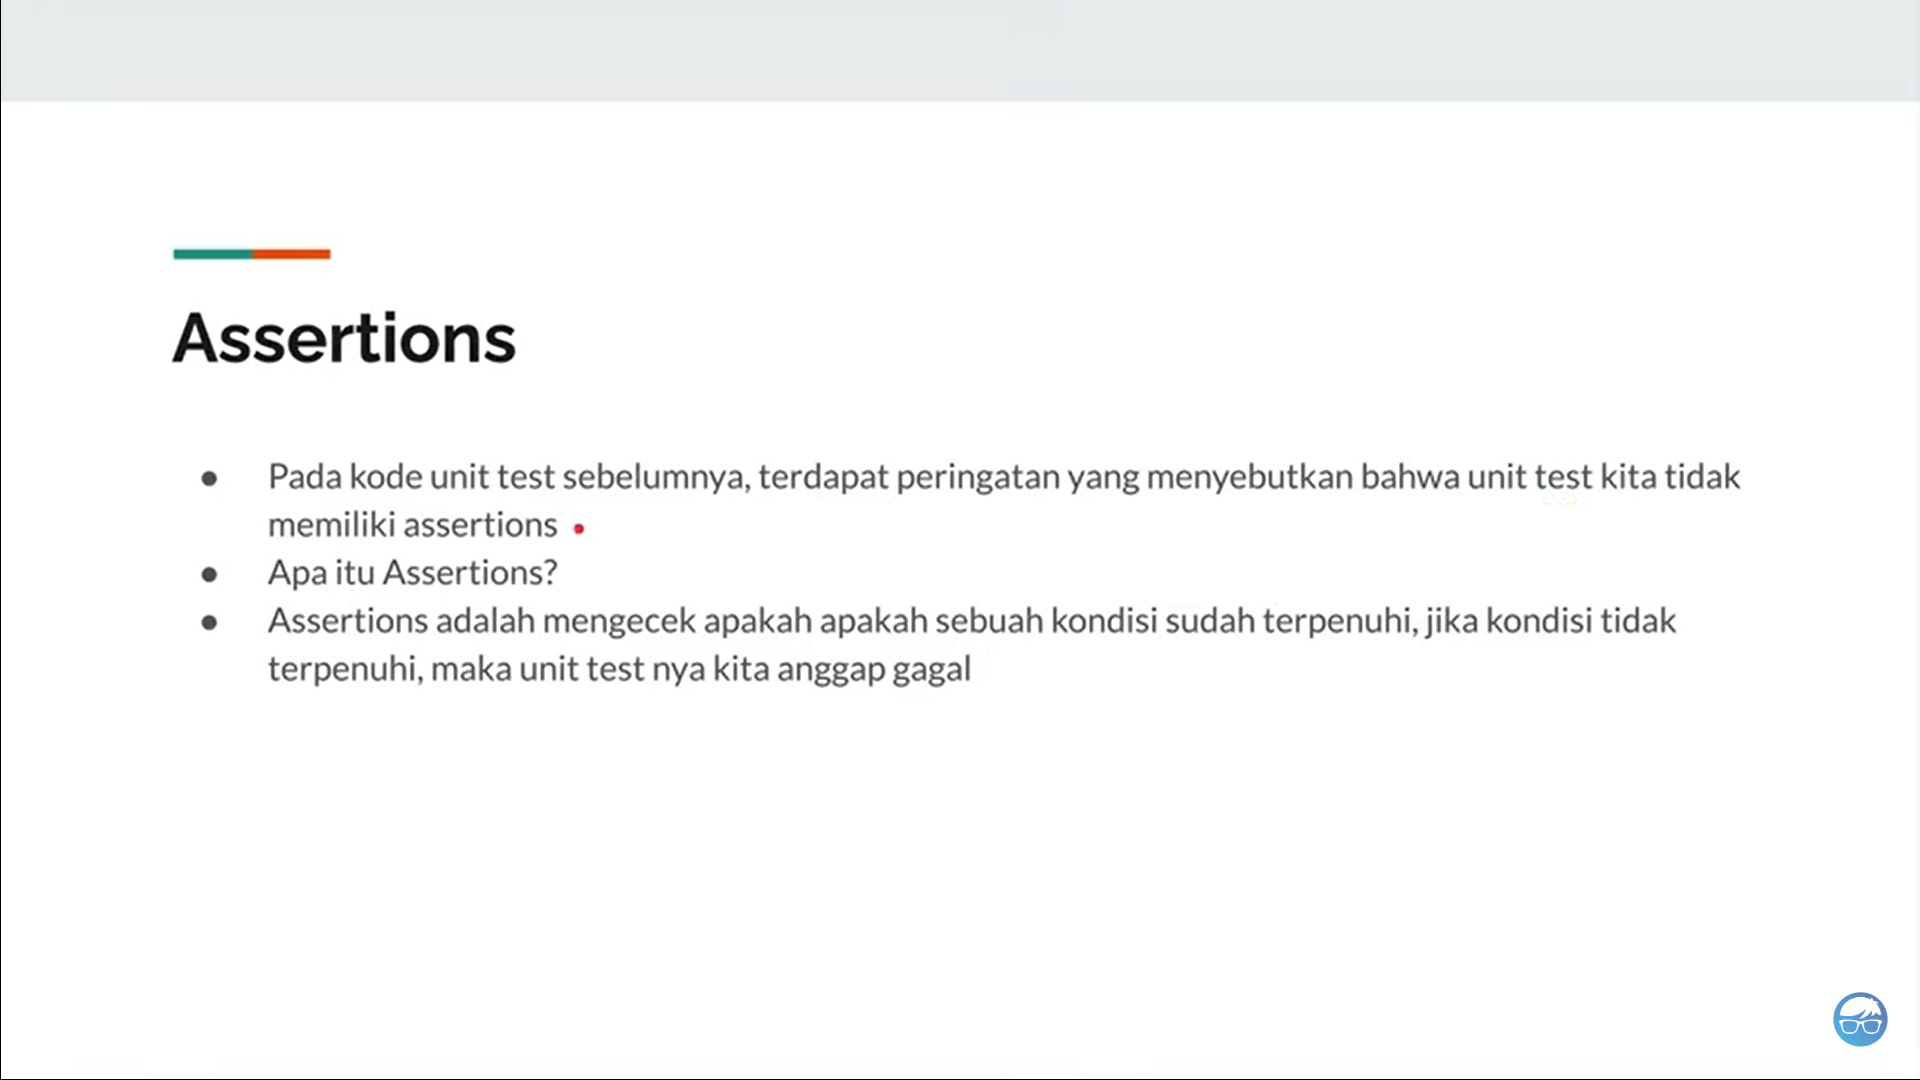 Assertions
● Pada kode unit test sebelumnya, terdapat peringatan yang menyebutkan bahwa unit test kita tidak
memiliki assertions
● Apa itu Assertions?
● Assertions adalah mengecek apakah apakah sebuah kondisi sudah terpenuhi, jika kondisi tidak
terpenuhi, maka unit test nya kita anggap gagal